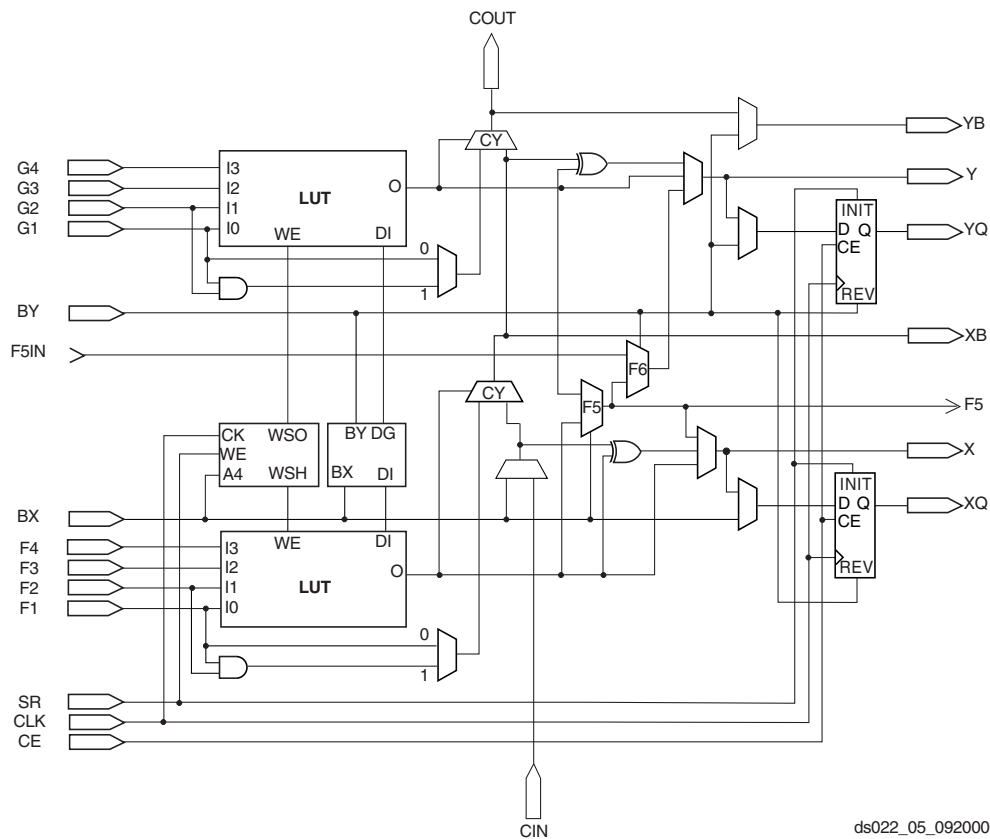 COUT
YB
CY
G4
I3
Y
G3
I2
LUT
O
G2
I1
INIT
G1
I0
D Q
YQ
WE
DI
CE
0
1
REV
BY
XB
F5IN
F6
CY
F5
F5
CK
WSO
BY DG
WE
X
A4
WSH
BX
DI
INIT
BX
D Q
XQ
CE
F4
I3
WE
DI
F3
I2
O
REV
F2
I1
LUT
F1
I0
0
1
SR
CLK
CE
CIN
ds022_05_092000